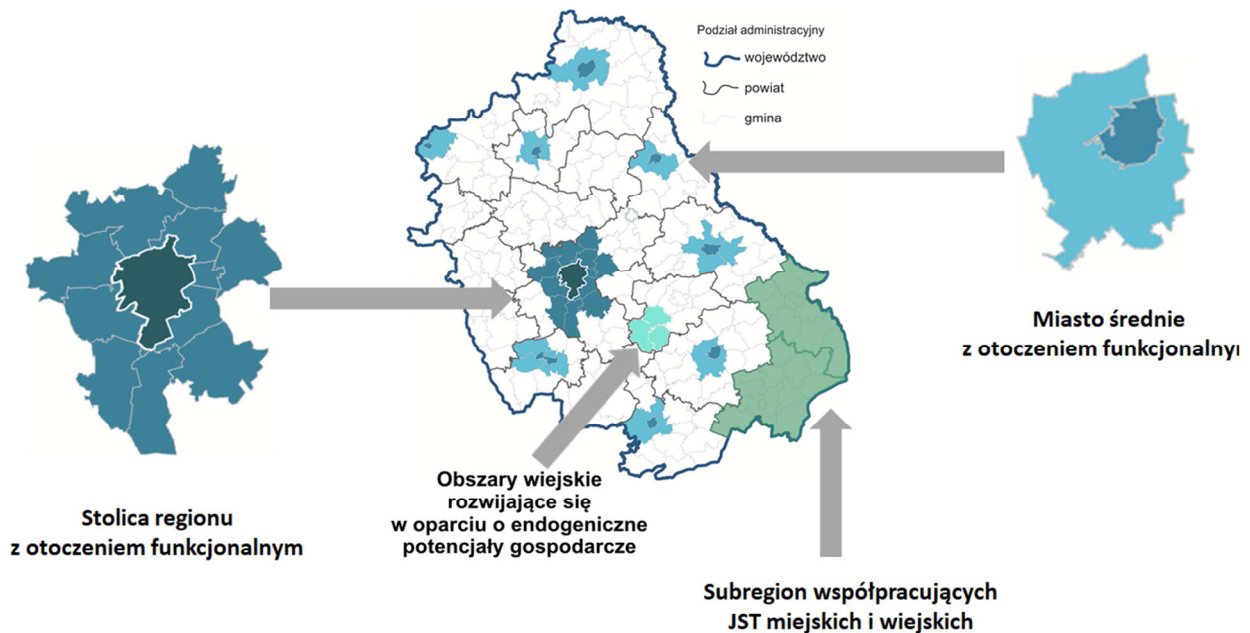 Podział administracyjny
województwo
powiat
gmina
Miasto średnie
z otoczeniem funkcjonalny
Obszary wiejskie
rozwijające się
w oparciu o endogeniczne
potencjały gospodarcze
Stolica regionu
z otoczeniem funkcjonalnym
Subregion współpracujących
JST miejskich i wiejskich